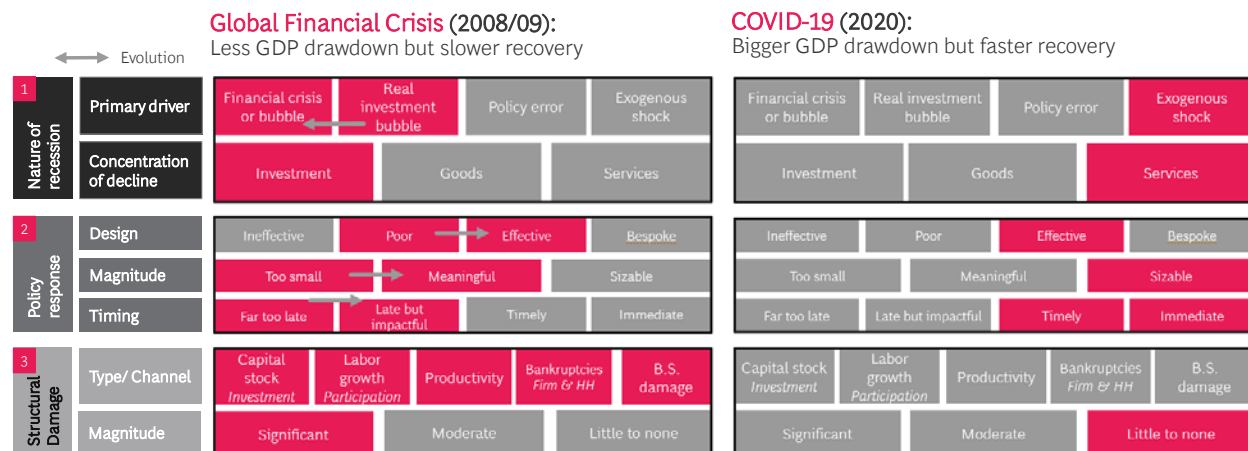 Global Financial Crisis (2008/09):
Less GDP drawdown but slower recovery
COVID-19 (2020):
Bigger GDP drawdown but faster recovery
Evolution
1
Nature of
recession
Primary driver
Financial crisis
or bubble
Real
investment
bubble
Policy error
Exogenous
shock
Financial crisis
or bubble
Real investment
bubble
Policy error
Exogenous
shock
Concentration
of decline
Investment
Goods
Services
Investment
Goods
Services
2
Policy
response
Design
Ineffective
Poor
Effective
Bespoke
Ineffective
Poor
Effective
Bespoke
Magnitude
Too small
Meaningful
Sizable
Too small
Meaningful
Sizable
Timing
Far too late
Late but
impactful
Timely
Immediate
Far too late
Late but impactful
Timely
Immediate
3
Structural
Damage
Type/ Channel
Capital
stock
Investment
Labor
growth
Participation
Productivity
Bankruptcies
Firm & HH
B.S.
damage
Capital stock
Investment
Labor
growth
Participation
Productivity
Bankruptcies
Firm & HH
B.S.
damage
Magnitude
Significant
Moderate
Little to none
Significant
Moderate
Little to none